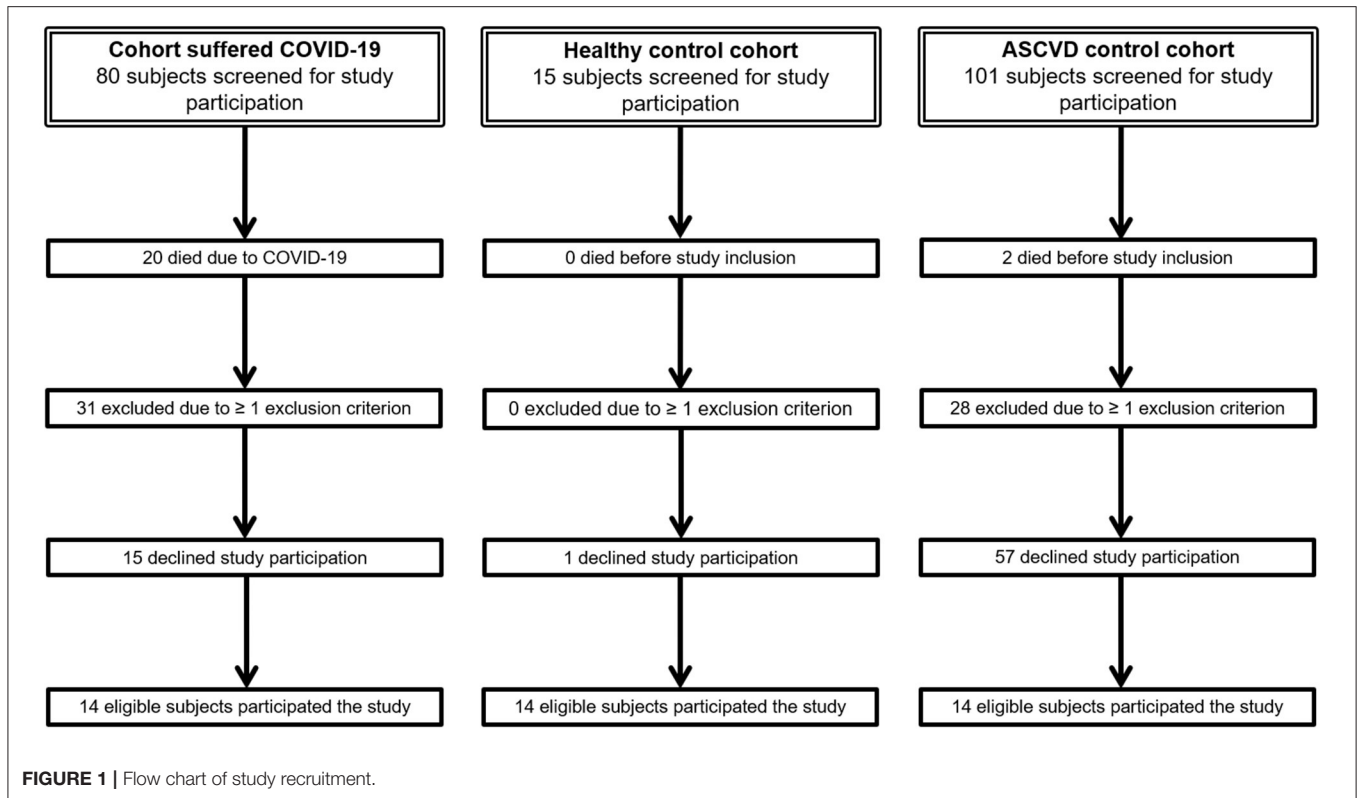 Cohort suffered COVID-19
80 subjects screened for study
participation
20 died due to COVID-19
31 excluded due to ≥ 1 exclusion criterion
15 declined study participation
14 eligible subjects participated the study
Healthy control cohort
15 subjects screened for study
participation
0 died before study inclusion
0 excluded due to ≥ 1 exclusion criterion
1 declined study participation
14 eligible subjects participated the study
ASCVD control cohort
101 subjects screened for study
participation
2 died before study inclusion
28 excluded due to ≥ 1 exclusion criterion
57 declined study participation
14 eligible subjects participated the study
FIGURE 1 | Flow chart of study recruitment.